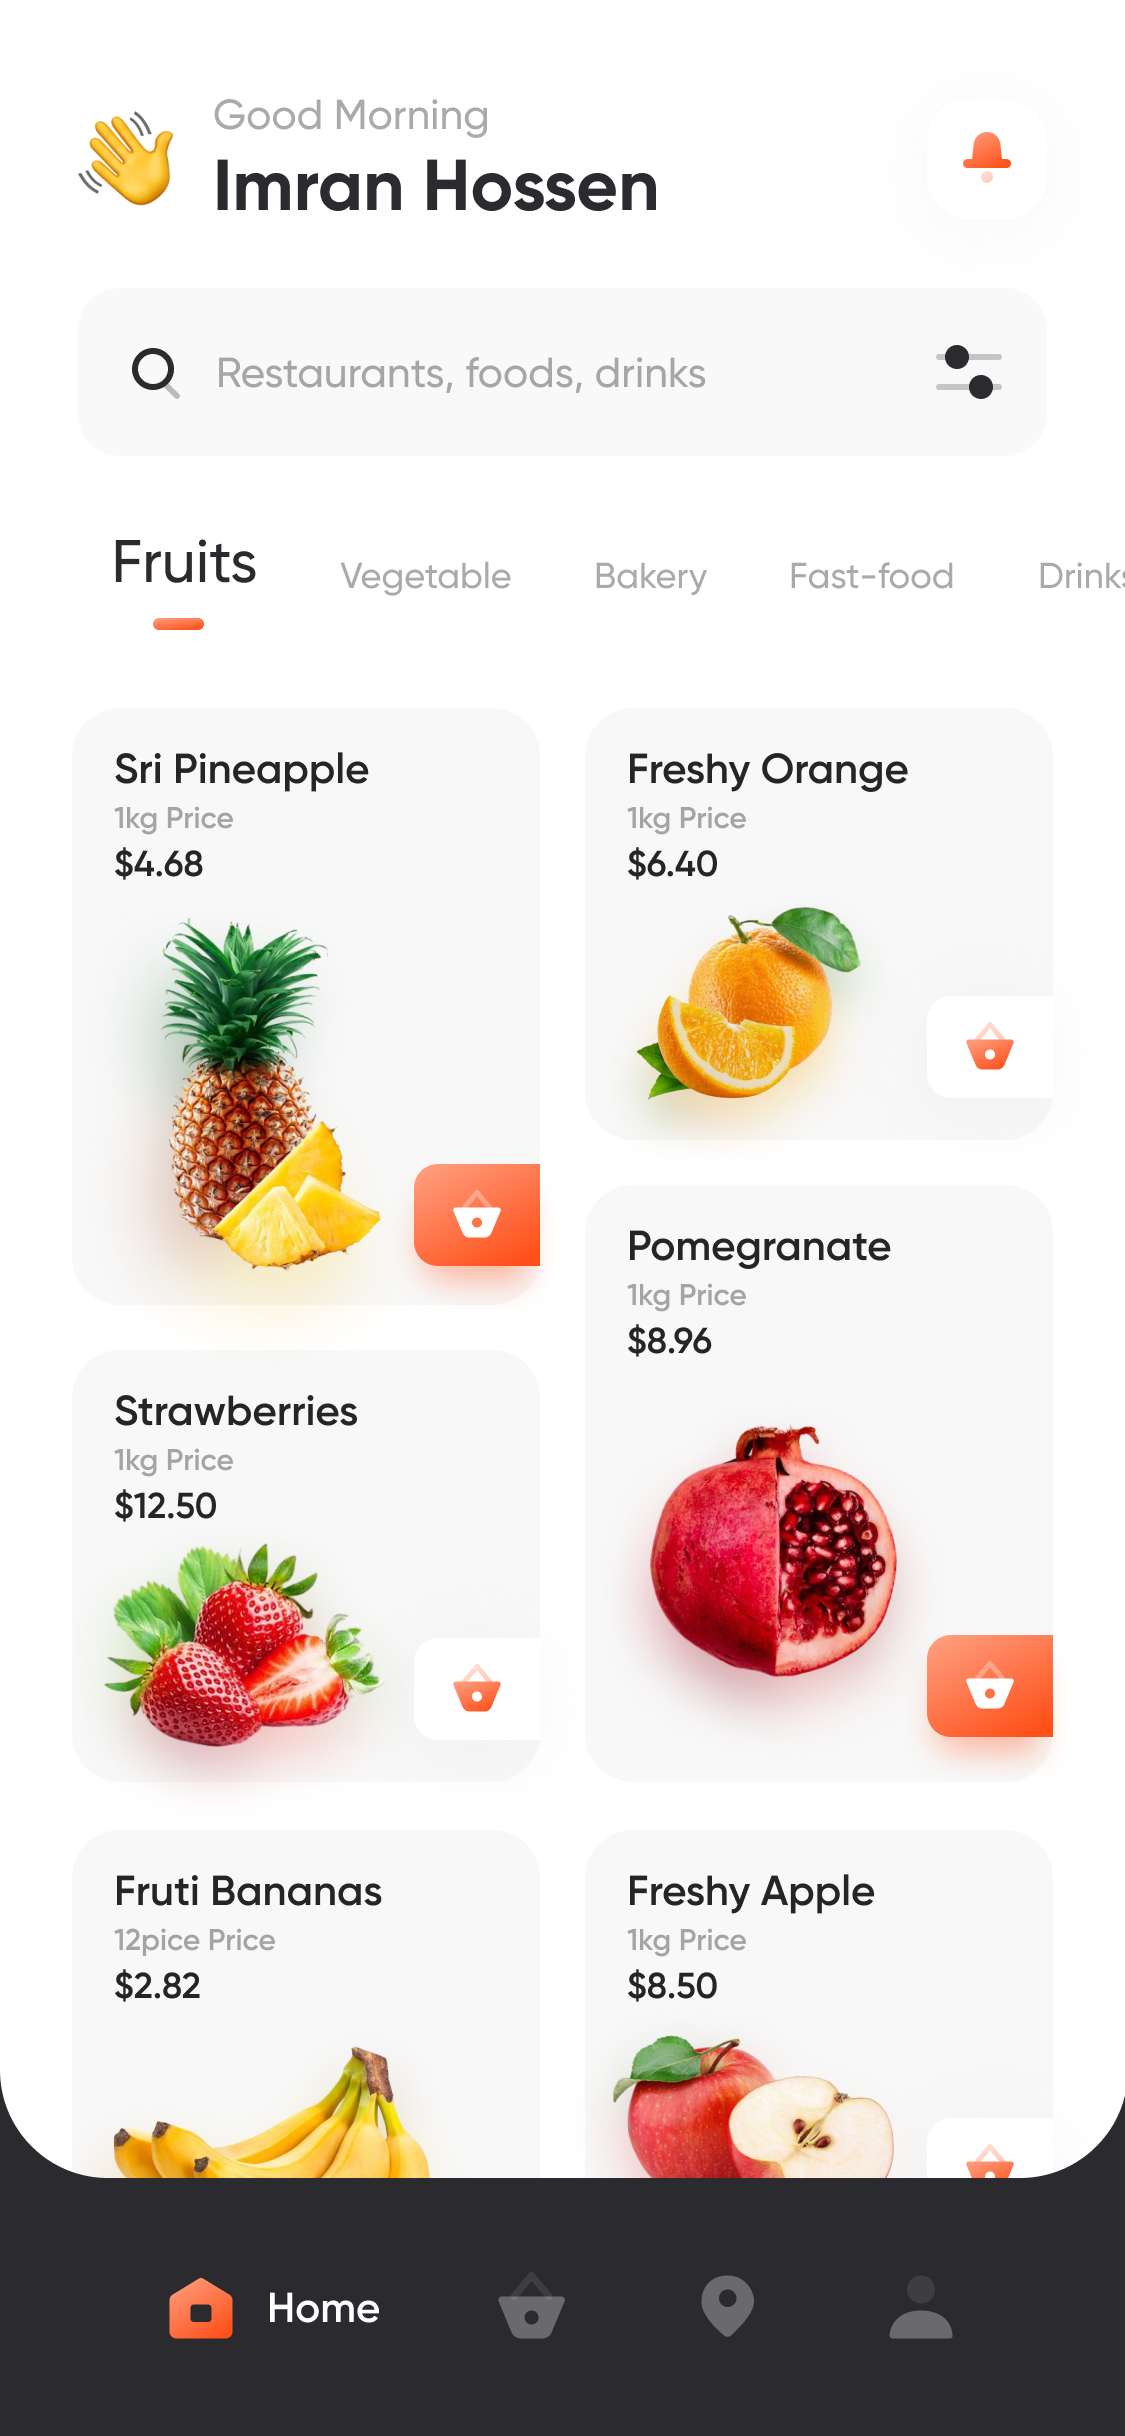 Good Morning
Imran Hossen
Restaurants, foods, drinks
Fruits
Vegetable
Bakery
Fast-food
Drinks
Sri Pineapple
1kg Price
$4.68
Freshy Orange
1kg Price
$6.40
Pomegranate
1kg Price
$8.96
Strawberries
1kg Price
$12.50
Fruti Bananas
12pice Price
$2.82
Freshy Apple
1kg Price
$8.50
Home